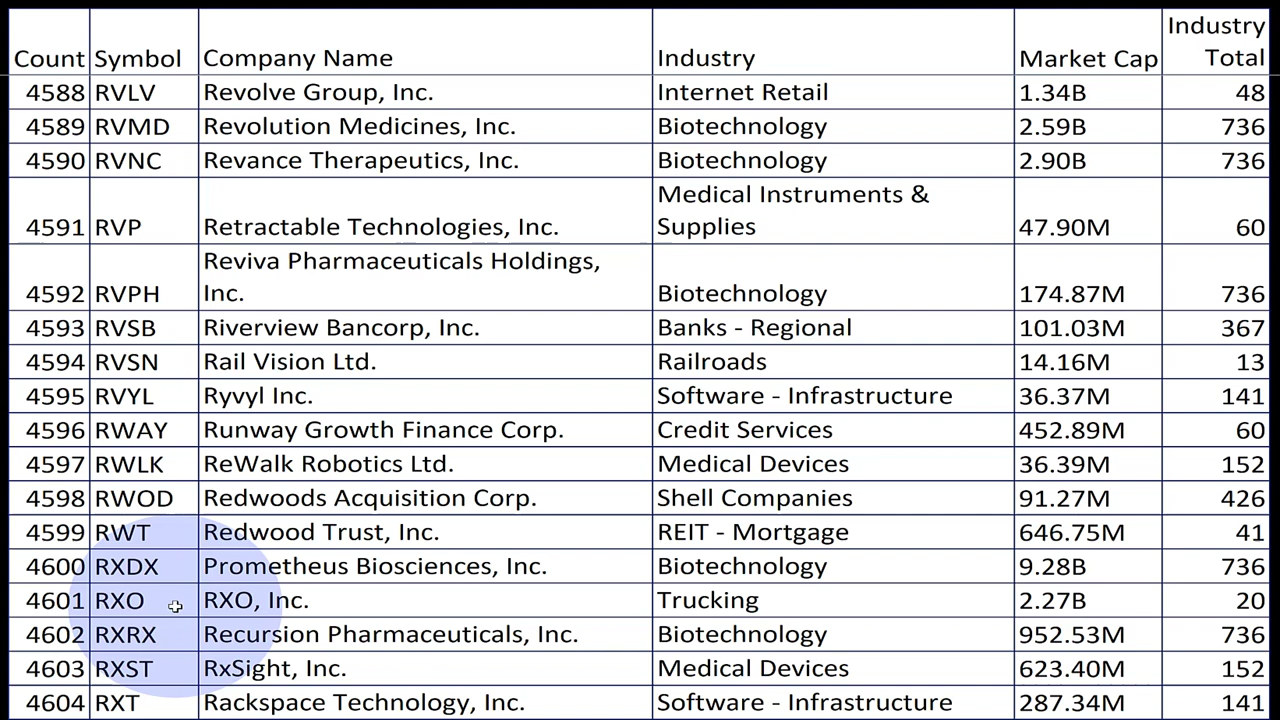 Count Symbol Company Name Industry Market Cap Industry Total
4588 RVLV Revolve Group, Inc. Internet Retail 1.34B 48
4589 RVMD Revolution Medicines, Inc. Biotechnology 2.59B 736
4590 RVNC Revance Therapeutics, Inc. Biotechnology 2.90B 736
4591 RVP Retractable Technologies, Inc. Medical Instruments & Supplies 47.90M 60
4592 RVPH Reviva Pharmaceuticals Holdings, Inc. Biotechnology 174.87M 736
4593 RVSB Riverview Bancorp, Inc. Banks - Regional 101.03M 367
4594 RVSN Rail Vision Ltd. Railroads 14.16M 13
4595 RVYL Ryvyl Inc. Software - Infrastructure 36.37M 141
4596 RWAY Runway Growth Finance Corp. Credit Services 452.89M 60
4597 RWLK ReWalk Robotics Ltd. Medical Devices 36.39M 152
4598 RWOD Redwoods Acquisition Corp. Shell Companies 91.27M 426
4599 RWT Redwood Trust, Inc. REIT - Mortgage 646.75M 41
4600 RXDX Prometheus Biosciences, Inc. Biotechnology 9.28B 736
4601 RXO RXO, Inc. Trucking 2.27B 20
4602 RXRX Recursion Pharmaceuticals, Inc. Biotechnology 952.53M 736
4603 RXST RxSight, Inc. Medical Devices 623.40M 152
4604 RXT Rackspace Technology, Inc. Software - Infrastructure 287.34M 141